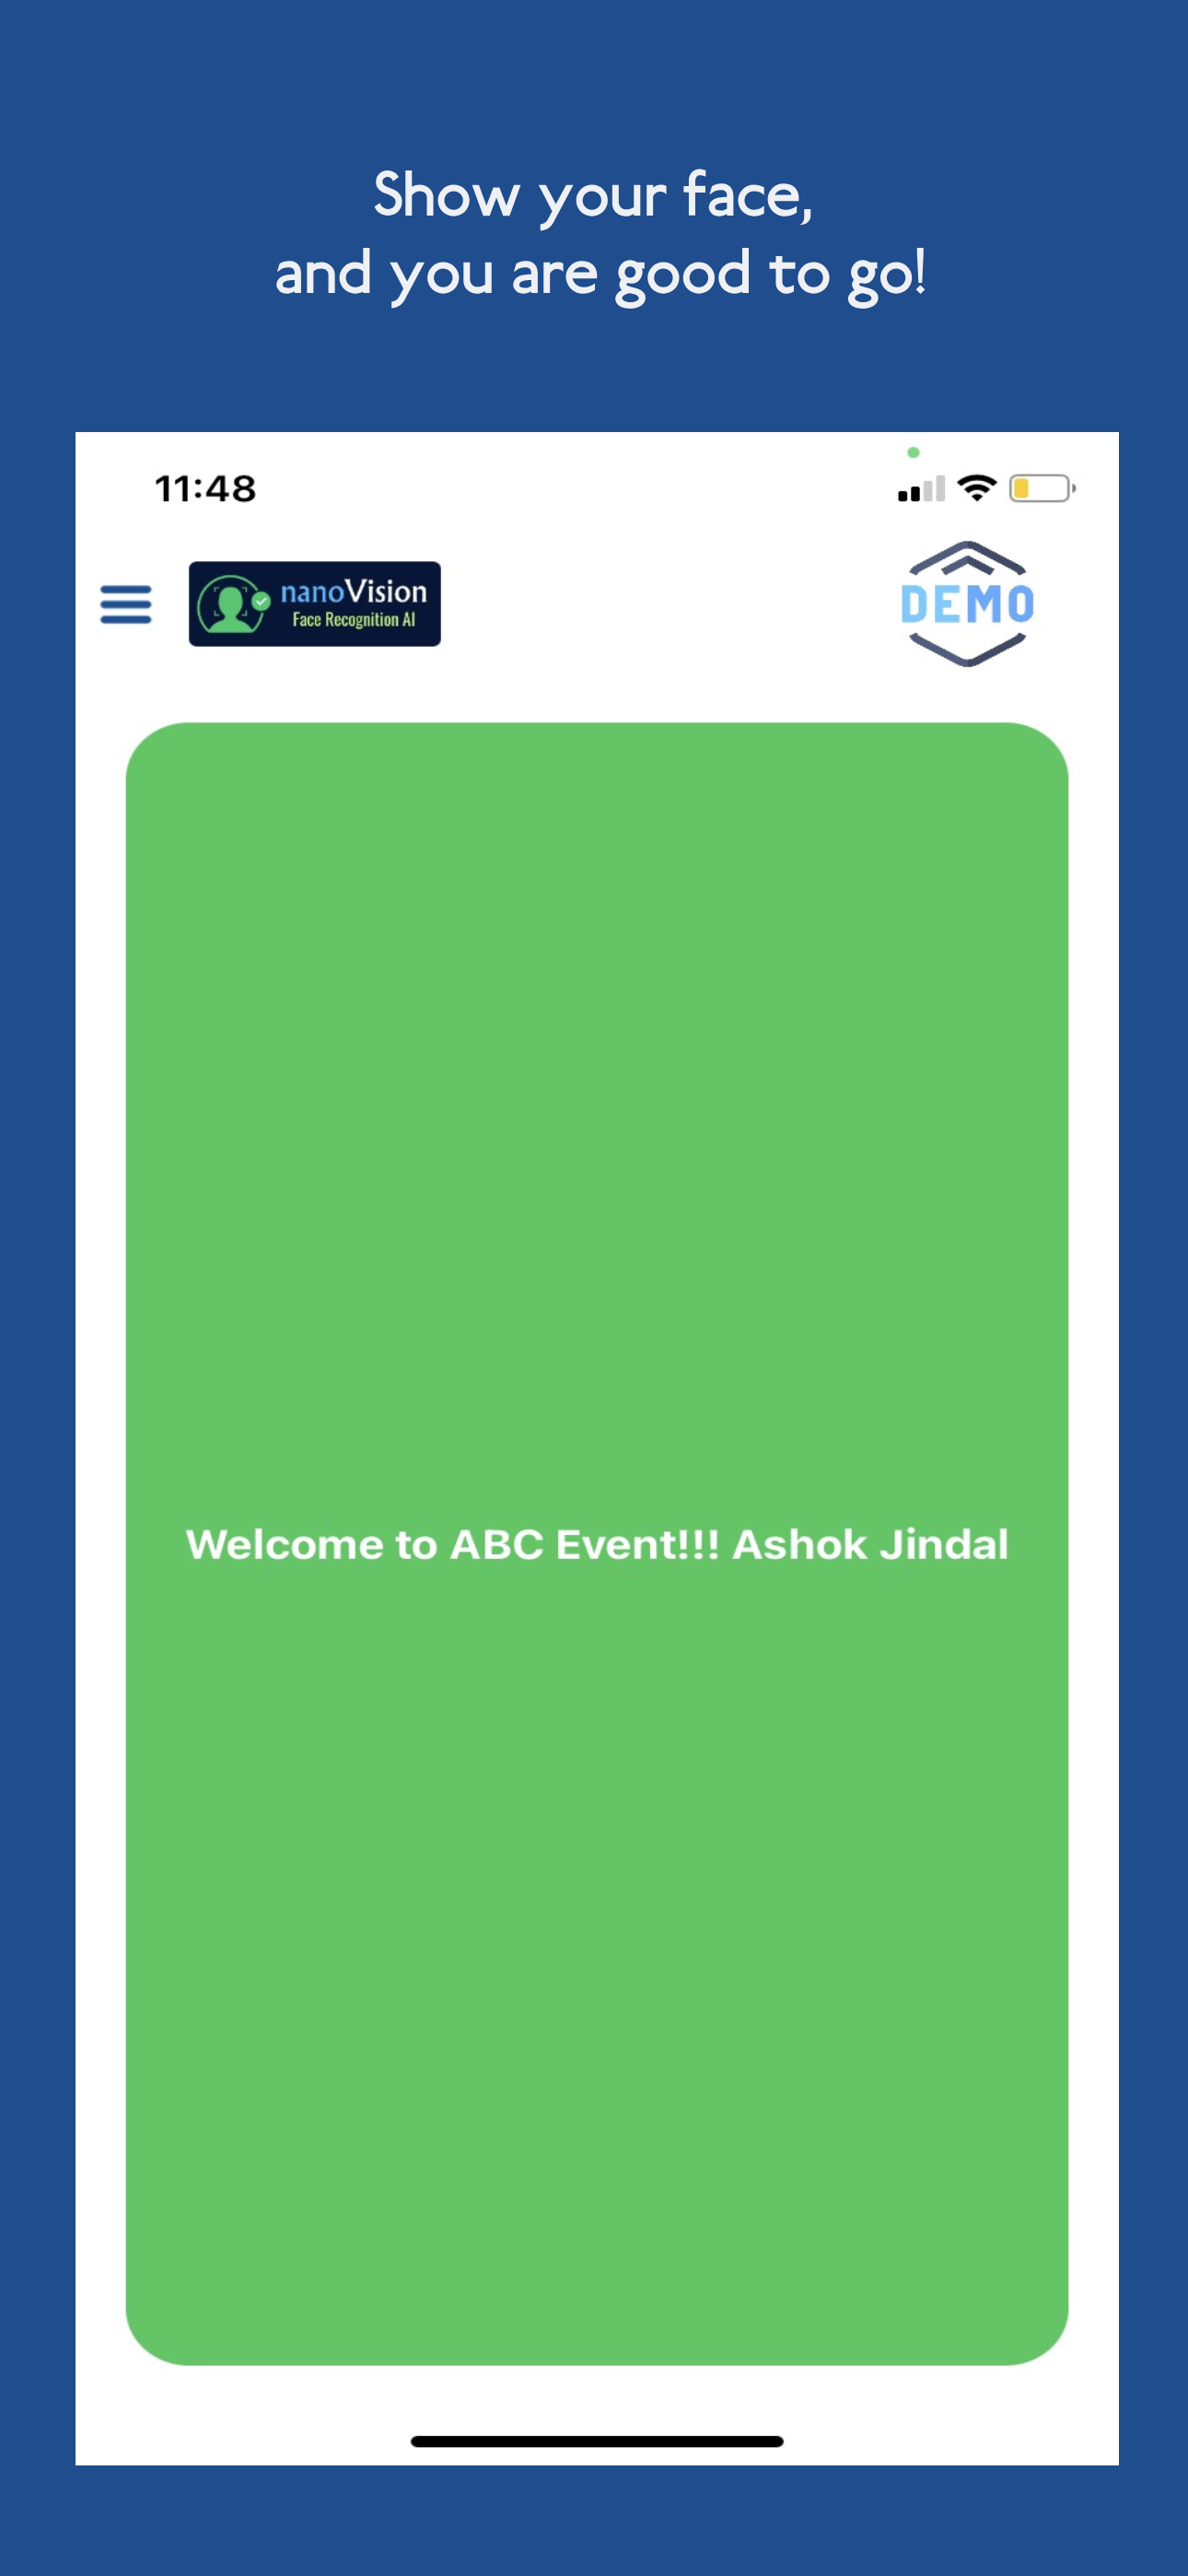 Show your face,
and you are good to go!
11:48
nanoVision
Face Recognition AI
DEMO
Welcome to ABC Event!!! Ashok Jindal